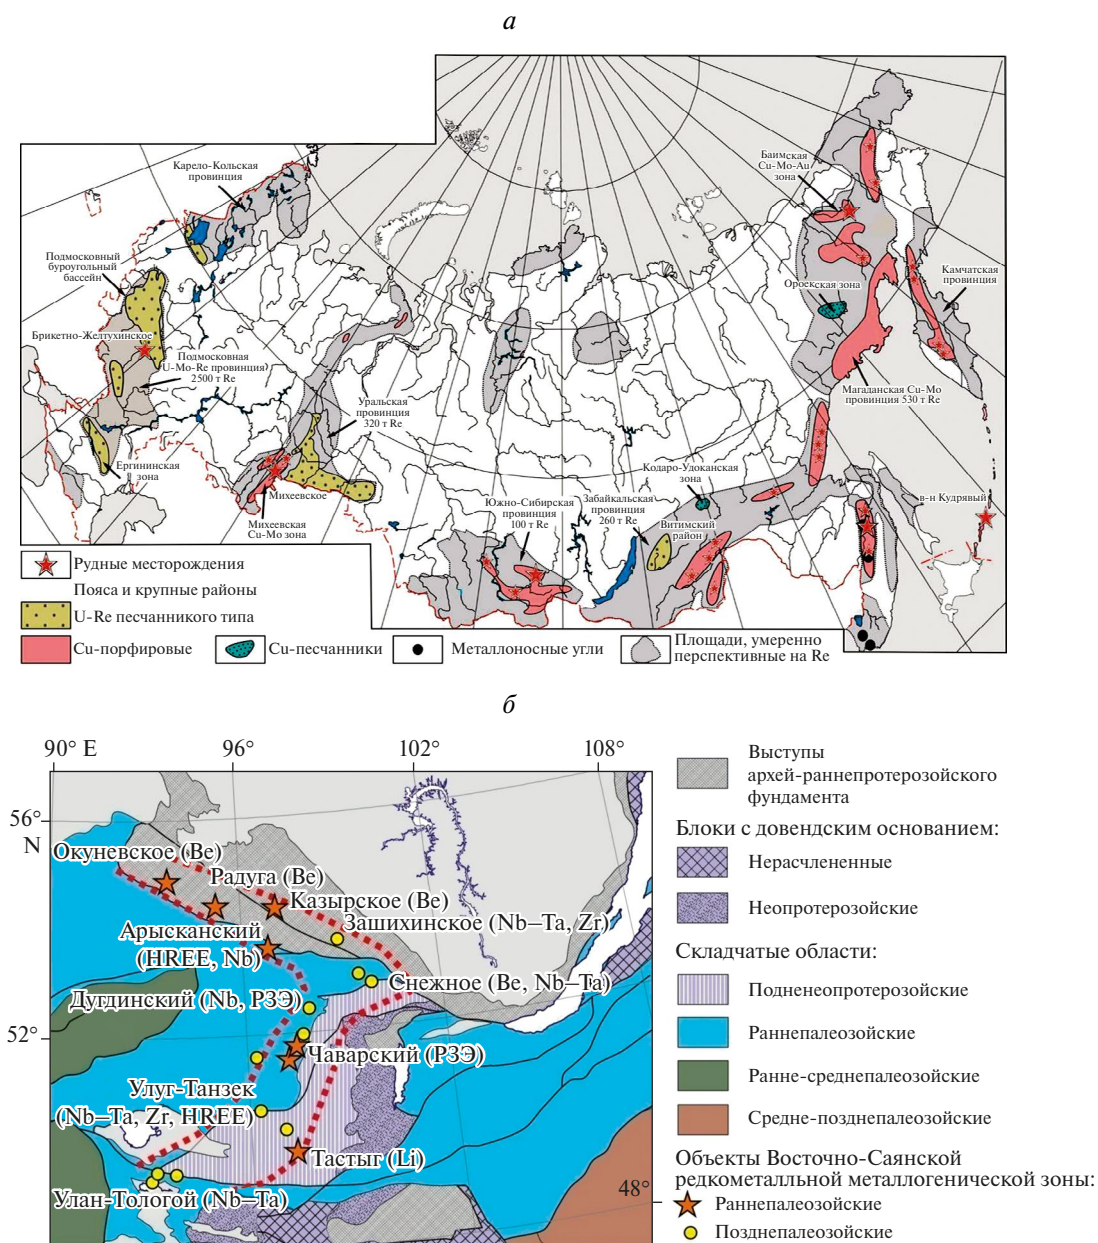 а
Карело-Кольская
провинция
Баимская
Cu-Mo-Au
зона
Подмосковный
буроугольный
бассейн
Камчатская
провинция
Ороекская зона
Брикетно-Желтухинское
Подмосковная
U-Mo-Re провинция
2500 т Re
Магаданская Cu-Mo
провинция 530 т Re
Уральская
провинция
320 т Re
Ергининская
зона
Кодаро-Удоканская
зона
Михеевское
Южно-Сибирская
провинция
100 т Re
Забайкальская
провинция
260 т Re
Витимский
район
в-н Кудрявый
Михеевская
Cu-Mo зона
Рудные месторождения
Пояса и крупные районы
U-Re песчанникого типа
Cu-порфировые
Cu-песчанники
Металлоносные угли
Площади, умеренно
перспективные на Re
б
90° E 96° 102° 108°
56°
N
52°
48°
Окуневское (Be)
Радуга (Be)
Казырское (Be)
Зашихинское (Nb–Ta, Zr)
Арысканский
(HREE, Nb)
Снежное (Be, Nb–Ta)
Дугдинский (Nb, РЗЭ)
Чаварский (РЗЭ)
Улуг-Танзек
(Nb–Ta, Zr, HREE)
Тастыг (Li)
Улан-Тологой (Nb–Ta)
Выступы
архей-раннепротерозойского
фундамента
Блоки с довендским основанием:
Нерасчлененные
Неопротерозойские
Складчатые области:
Подненеопротерозойские
Раннепалеозойские
Ранне-среднепалеозойские
Средне-позднепалеозойские
Объекты Восточно-Саянской
редкометалльной металлогенической зоны:
Раннепалеозойские
Позднепалеозойские